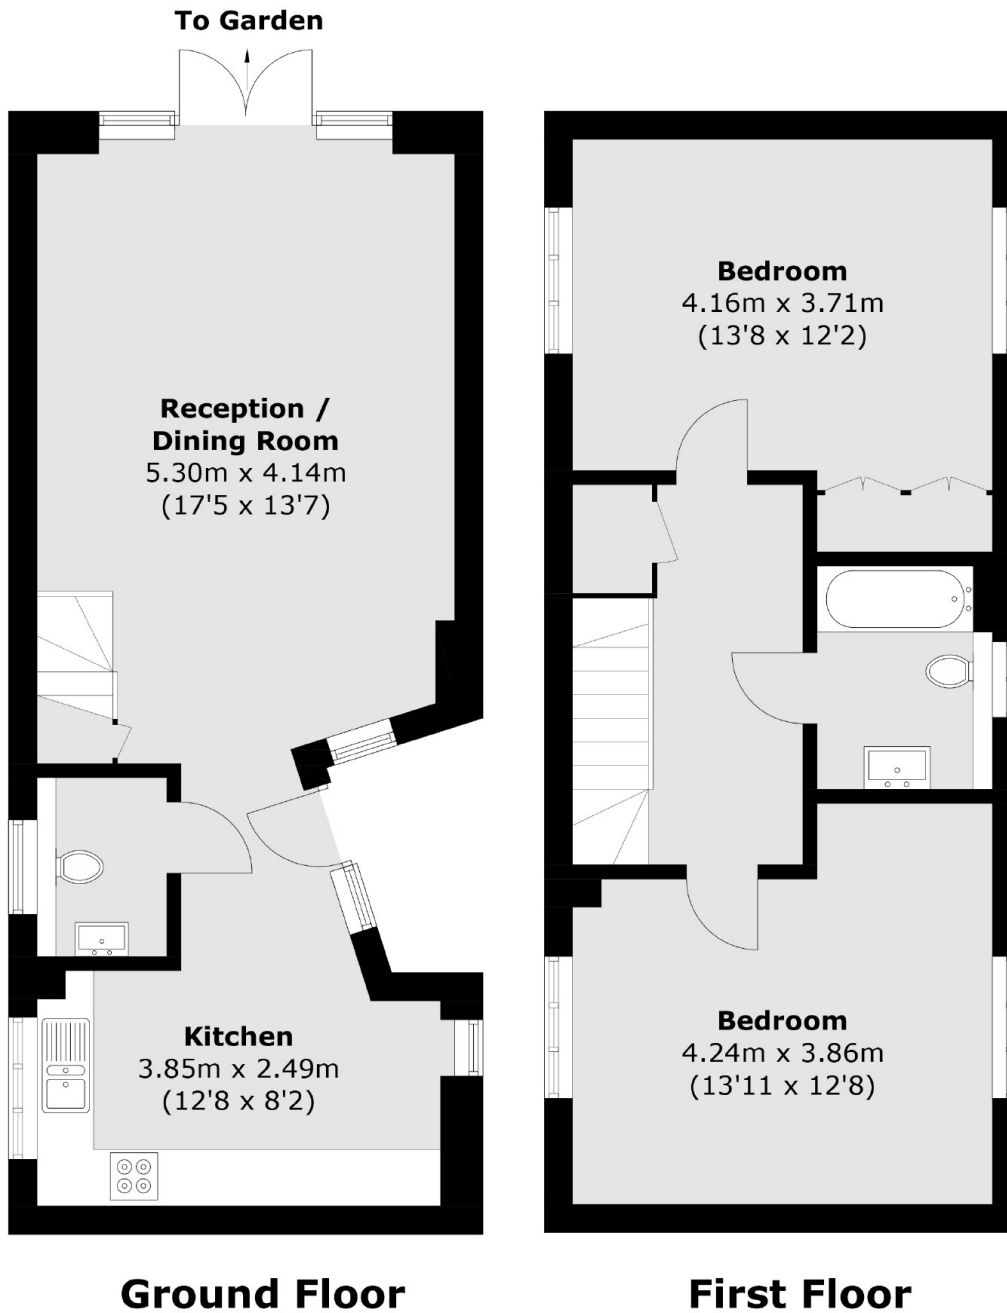 To Garden
Reception /
Dining Room
5.30m x 4.14m
(17'5 x 13'7)
Kitchen
3.85m x 2.49m
(12'8 x 8'2)
Ground Floor
Bedroom
4.16m x 3.71m
(13'8 x 12'2)
Bedroom
4.24m x 3.86m
(13'11 x 12'8)
First Floor